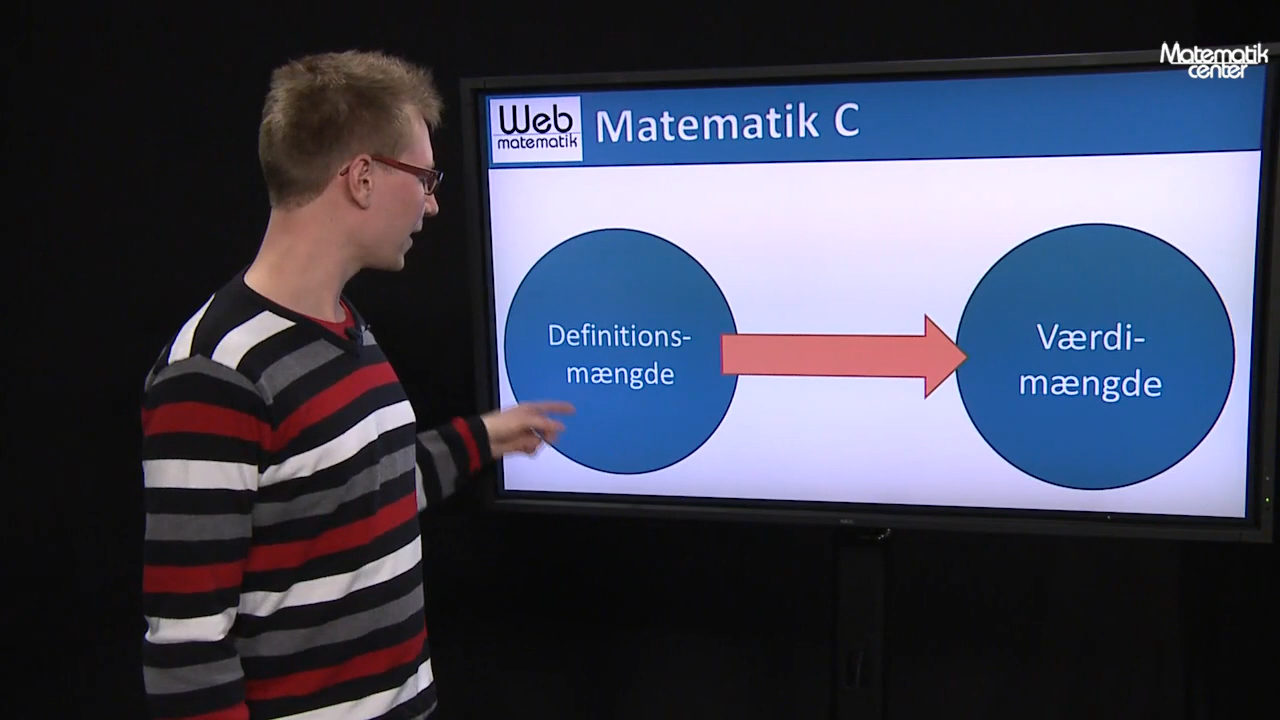 Matematik
center
Web
matematik
Matematik C
Definitions-
mængde
Værdi-
mængde